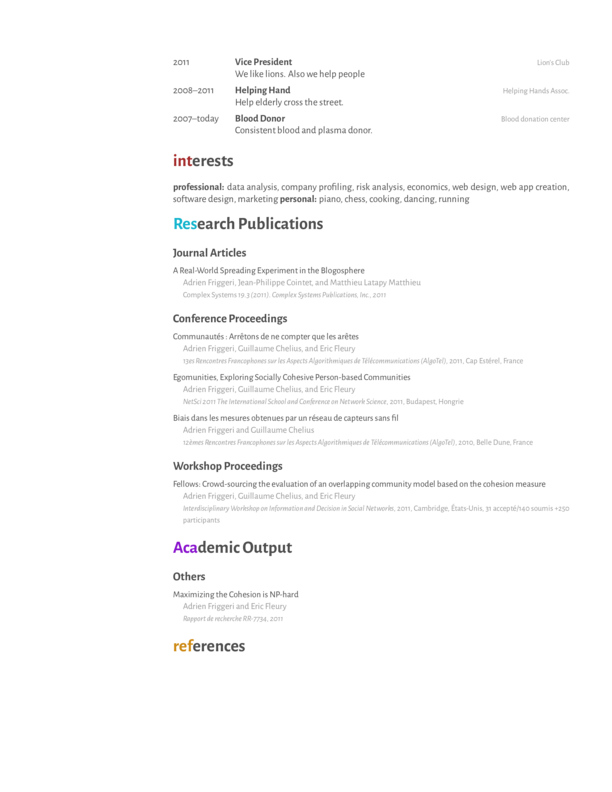 2011 Vice President Lion's Club
We like lions. Also we help people
2008–2011 Helping Hand Helping Hands Assoc.
Help elderly cross the street.
2007–today Blood Donor Blood donation center
Consistent blood and plasma donor.
interests
professional: data analysis, company profiling, risk analysis, economics, web design, web app creation,
software design, marketing personal: piano, chess, cooking, dancing, running
Research Publications
Journal Articles
A Real-World Spreading Experiment in the Blogosphere
Adrien Friggeri, Jean-Philippe Cointet, and Matthieu Latapy Matthieu
Complex Systems 19.3 (2011). Complex Systems Publications, Inc., 2011
Conference Proceedings
Communautés : Arrêtons de ne compter que les arêtes
Adrien Friggeri, Guillaume Chelius, and Eric Fleury
13es Rencontres Francophones sur les Aspects Algorithmiques de Télécommunications (AlgoTel), 2011, Cap Estérel, France
Egomunities, Exploring Socially Cohesive Person-based Communities
Adrien Friggeri, Guillaume Chelius, and Eric Fleury
NetSci 2011 The International School and Conference on Network Science, 2011, Budapest, Hongrie
Biais dans les mesures obtenues par un réseau de capteurs sans fil
Adrien Friggeri and Guillaume Chelius
12èmes Rencontres Francophones sur les Aspects Algorithmiques de Télécommunications (AlgoTel), 2010, Belle Dune, France
Workshop Proceedings
Fellows: Crowd-sourcing the evaluation of an overlapping community model based on the cohesion measure
Adrien Friggeri, Guillaume Chelius, and Eric Fleury
Interdisciplinary Workshop on Information and Decision in Social Networks, 2011, Cambridge, États-Unis, 31 accepté/140 soumis +250
participants
Academic Output
Others
Maximizing the Cohesion is NP-hard
Adrien Friggeri and Eric Fleury
Rapport de recherche RR-7734, 2011
references